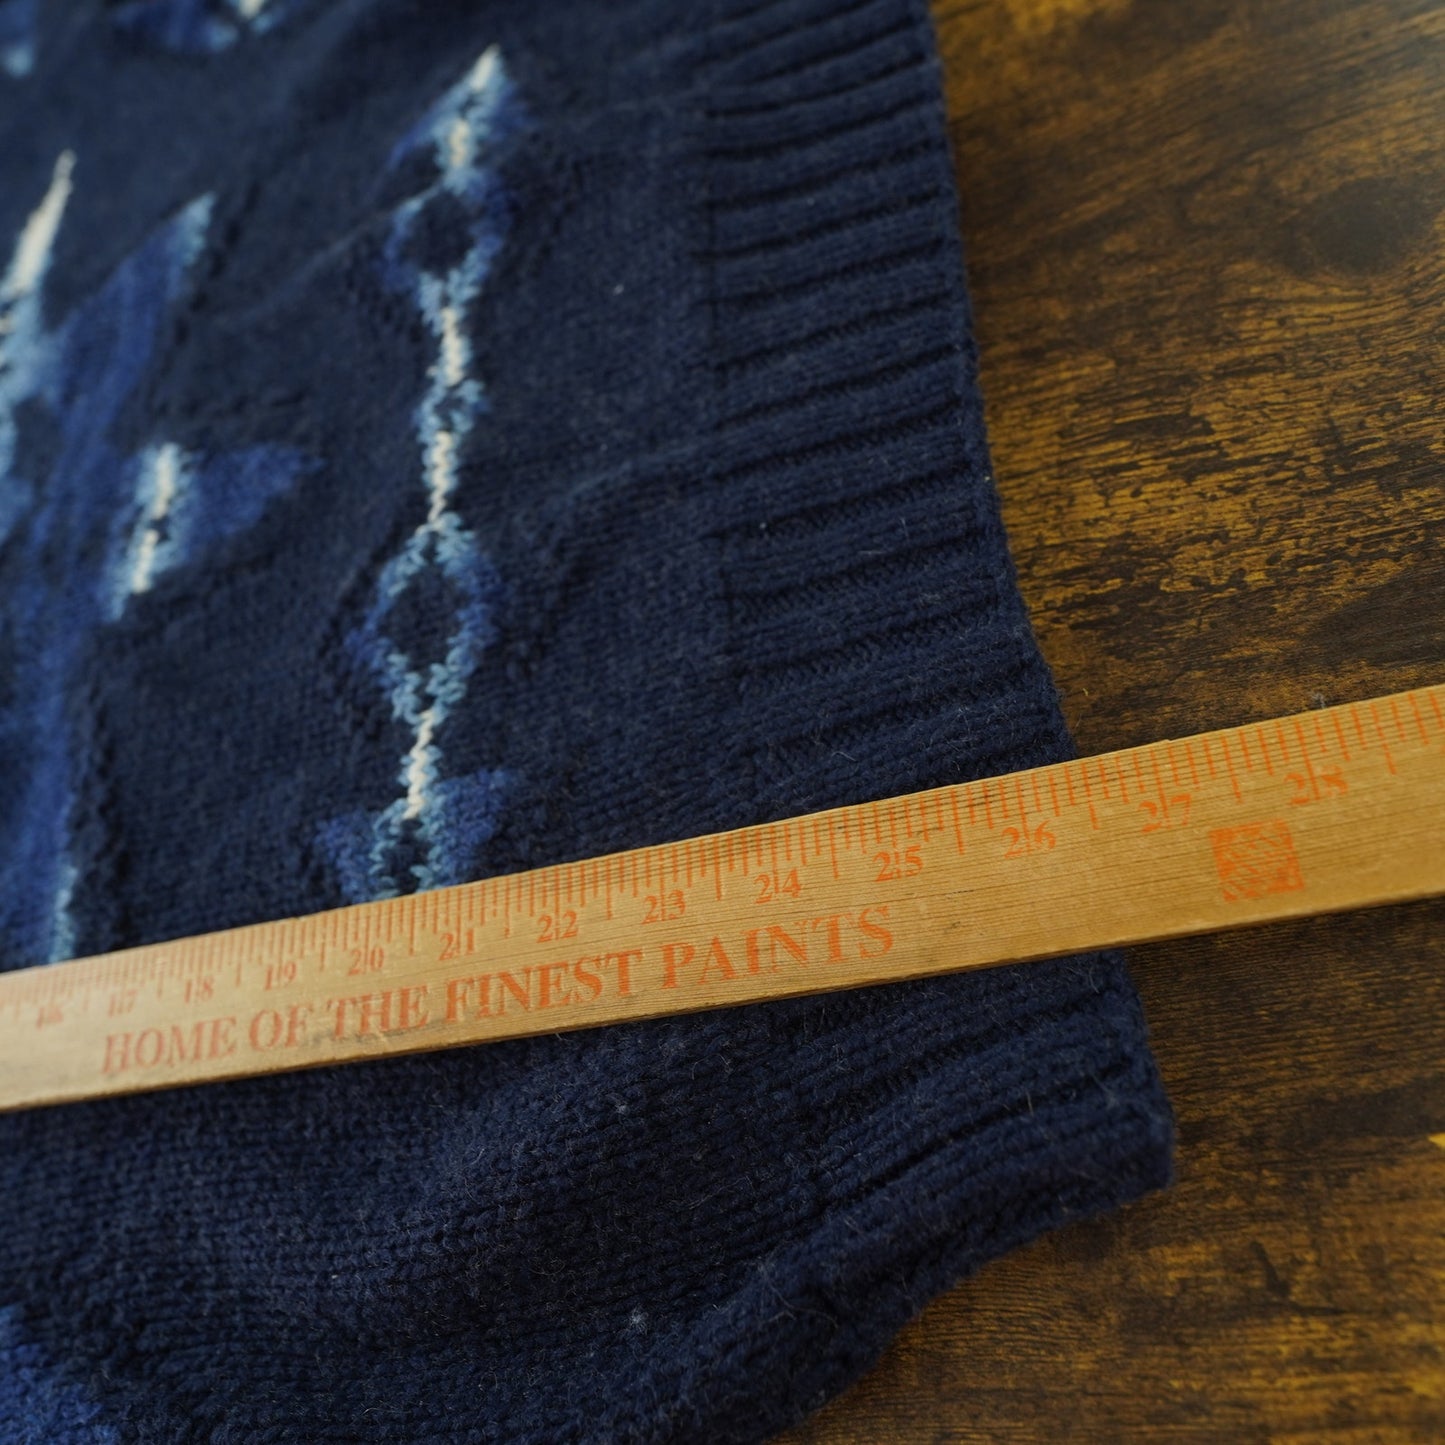 16 17 18 19 20 21 22 23 24 25 26 27 28
HOME OF THE FINEST PAINTS